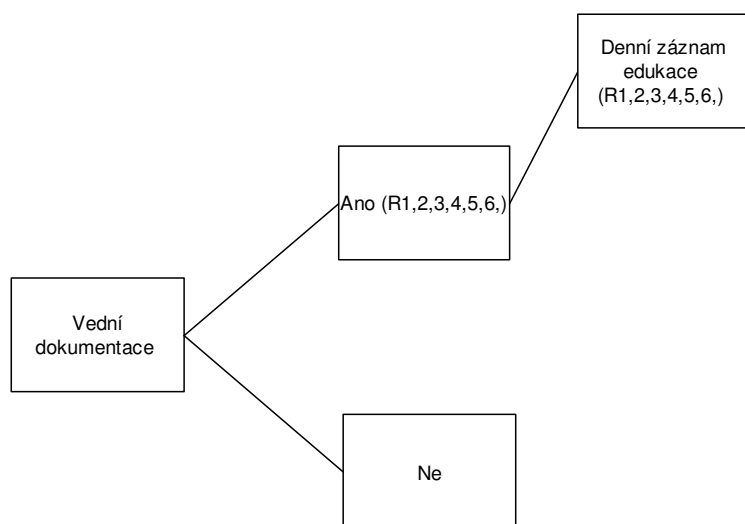 Denní záznam
edukace
(R1,2,3,4,5,6,)
Ano (R1,2,3,4,5,6,)
Vední
dokumentace
Ne